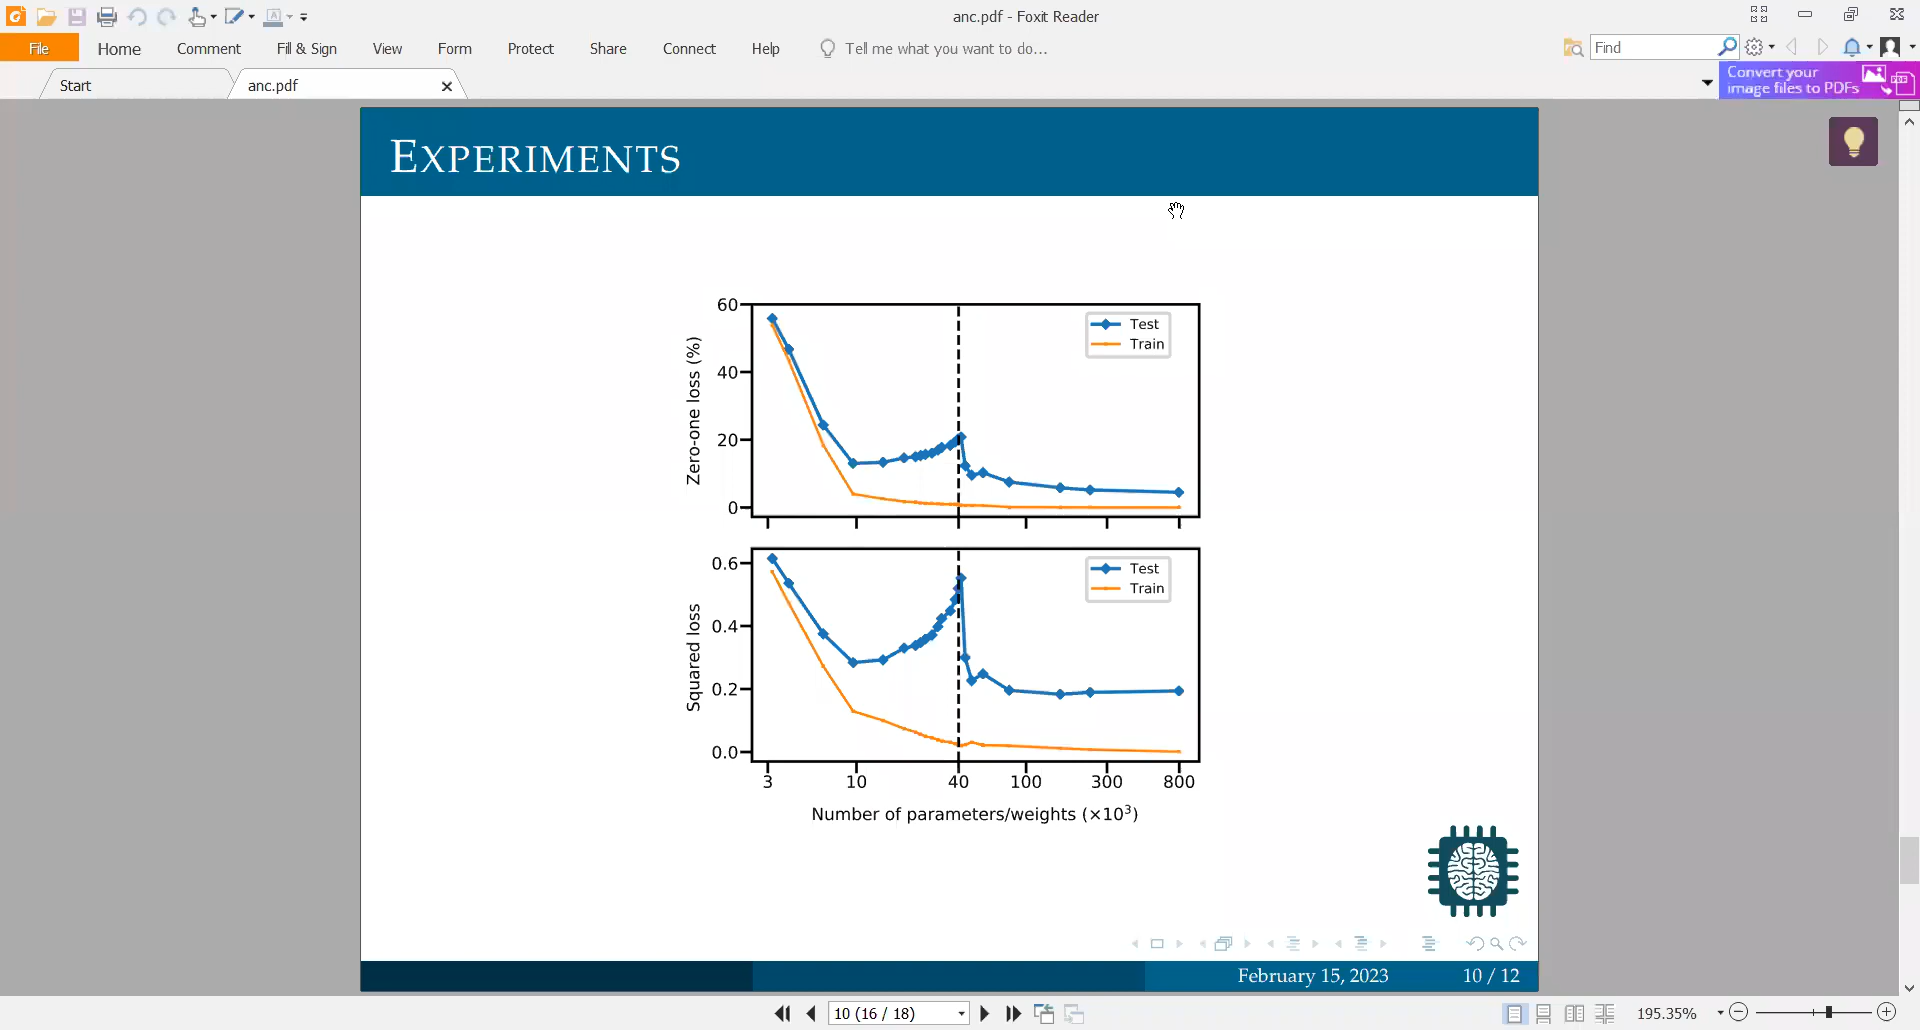 anc.pdf - Foxit Reader
File Home Comment Fill & Sign View Form Protect Share Connect Help Tell me what you want to do... Find
Start anc.pdf
Convert your
image files to PDFs
EXPERIMENTS
60
40
20
0
Zero-one loss (%)
Test
Train
0.6
0.4
0.2
0.0
Squared loss
Test
Train
3 10 40 100 300 800
Number of parameters/weights (×10³)
February 15, 2023 10 / 12
10 (16 / 18) 195.35%